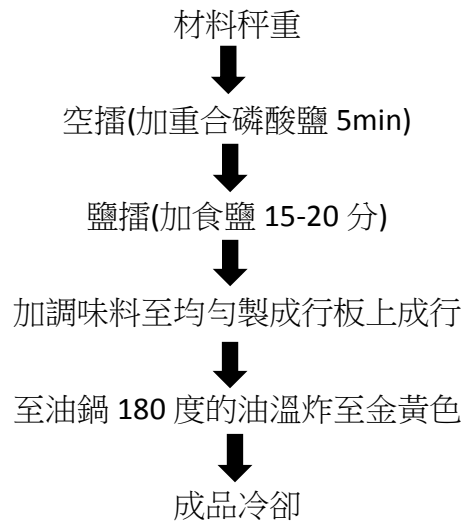 材料秤重
空擂(加重合磷酸鹽 5min)
鹽擂(加食鹽 15-20 分)
加調味料至均勻製成行板上成行
至油鍋 180 度的油溫炸至金黃色
成品冷卻